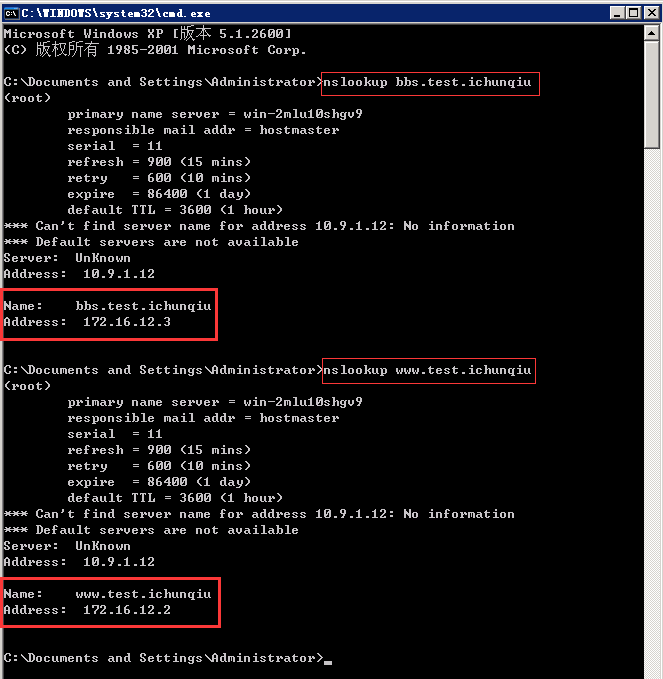 C:\WINDOWS\system32\cmd.exe
Microsoft Windows XP [版本 5.1.2600]
(C) 版权所有 1985-2001 Microsoft Corp.
C:\Documents and Settings\Administrator>nslookup bbs.test.ichunqiu
(root)
primary name server = win-2mlu10shgv9
responsible mail addr = hostmaster
serial = 11
refresh = 900 (15 mins)
retry = 600 (10 mins)
expire = 86400 (1 day)
default TTL = 3600 (1 hour)
*** Can't find server name for address 10.9.1.12: No information
*** Default servers are not available
Server: UnKnown
Address: 10.9.1.12
Name: bbs.test.ichunqiu
Address: 172.16.12.3
C:\Documents and Settings\Administrator>nslookup www.test.ichunqiu
(root)
primary name server = win-2mlu10shgv9
responsible mail addr = hostmaster
serial = 11
refresh = 900 (15 mins)
retry = 600 (10 mins)
expire = 86400 (1 day)
default TTL = 3600 (1 hour)
*** Can't find server name for address 10.9.1.12: No information
*** Default servers are not available
Server: UnKnown
Address: 10.9.1.12
Name: www.test.ichunqiu
Address: 172.16.12.2
C:\Documents and Settings\Administrator>_